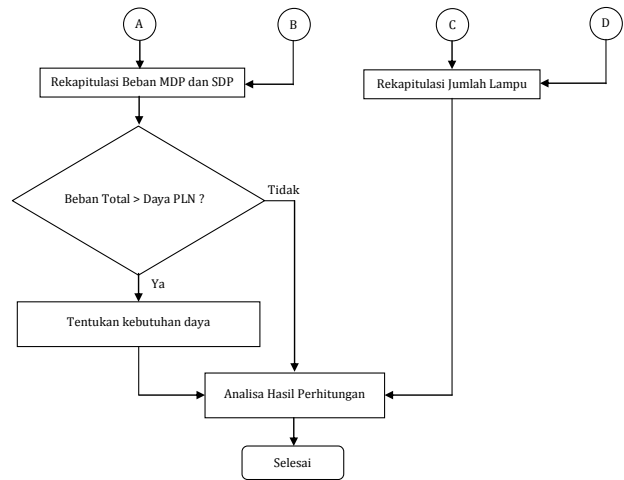 A
B
C
D
Rekapitulasi Beban MDP dan SDP
Rekapitulasi Jumlah Lampu
Beban Total > Daya PLN ?
Tidak
Ya
Tentukan kebutuhan daya
Analisa Hasil Perhitungan
Selesai